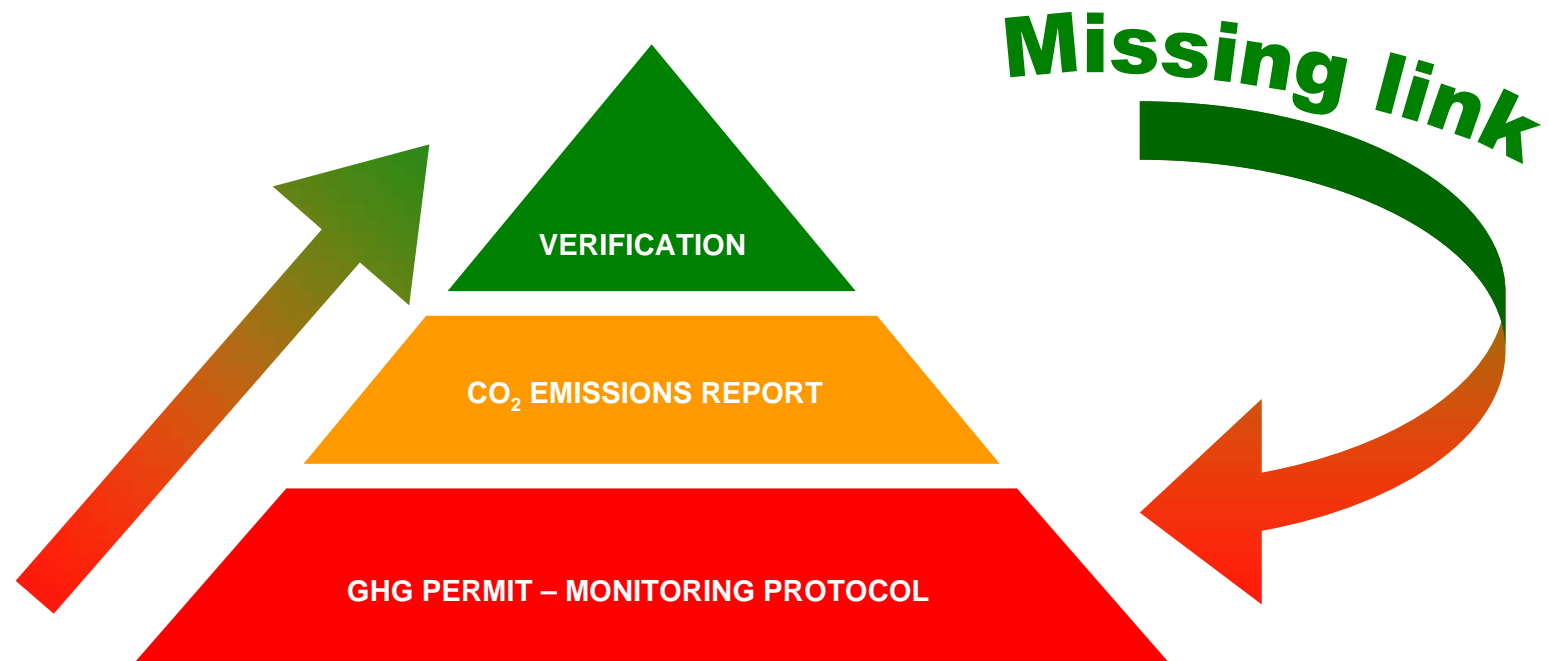 Missing link
VERIFICATION
CO₂ EMISSIONS REPORT
GHG PERMIT – MONITORING PROTOCOL